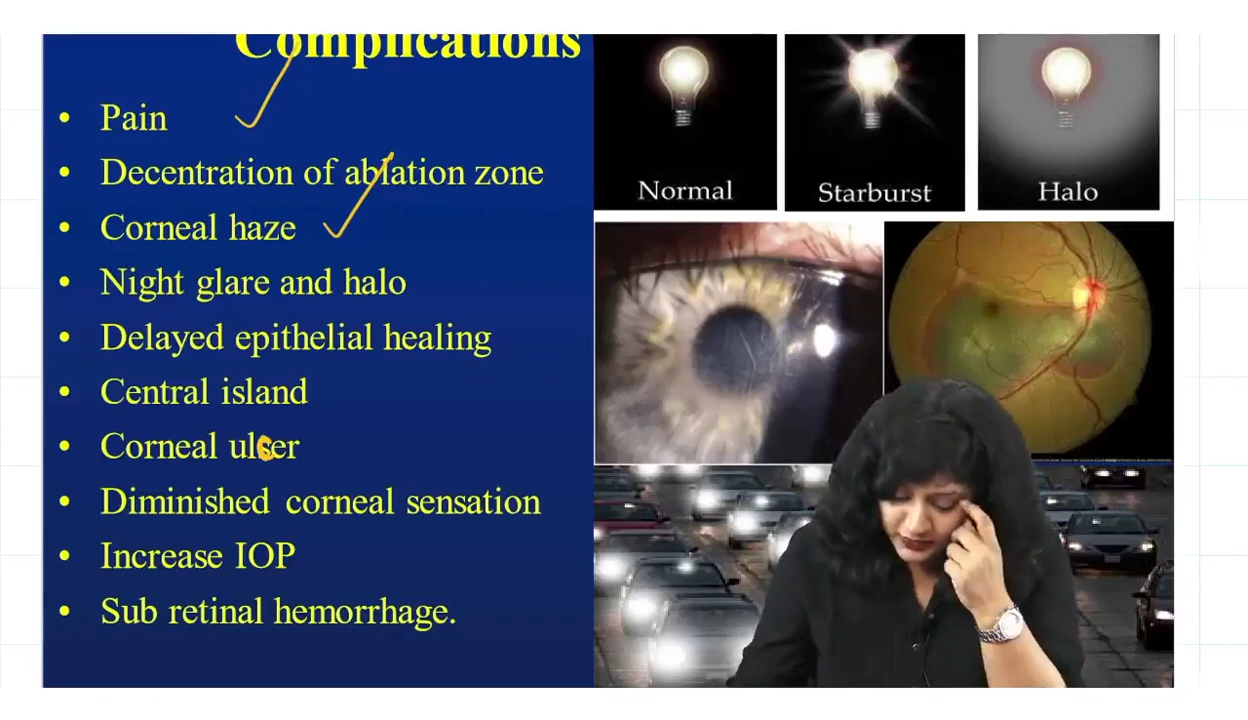 Complications
• Pain
• Decentration of ablation zone
• Corneal haze
• Night glare and halo
• Delayed epithelial healing
• Central island
• Corneal ulser
• Diminished corneal sensation
• Increase IOP
• Sub retinal hemorrhage.
Normal
Starburst
Halo